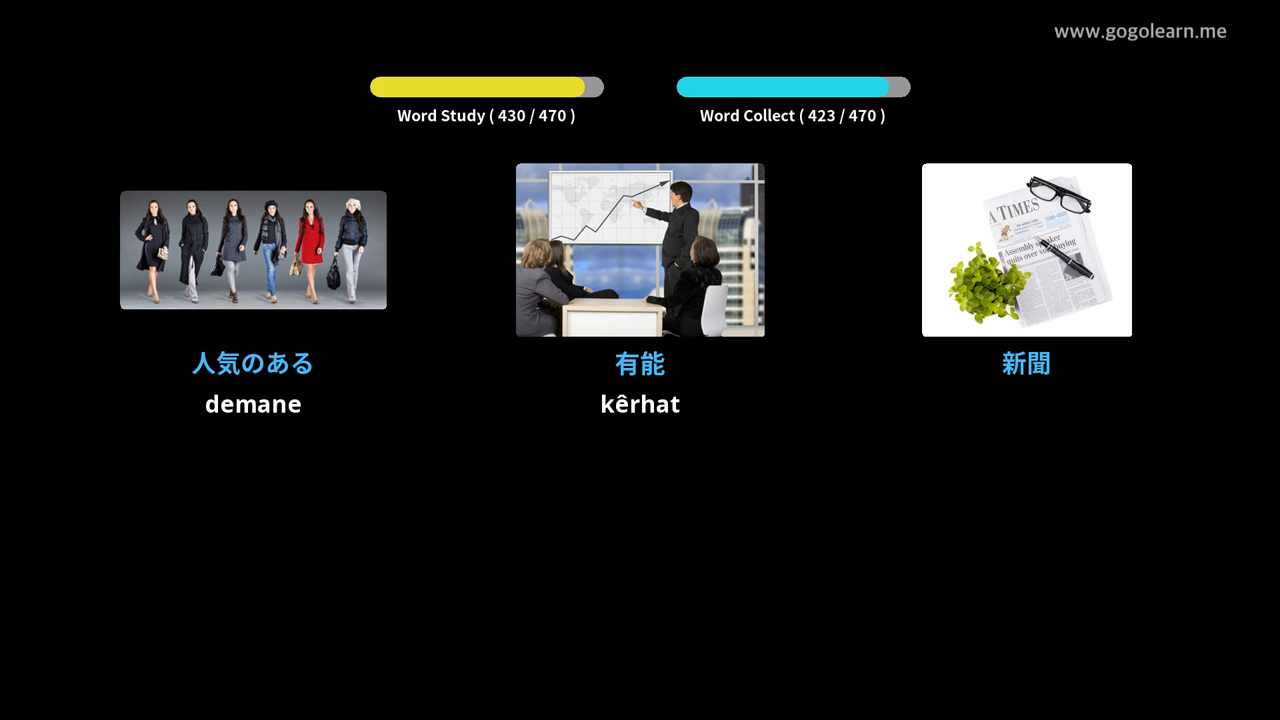 www.gogolearn.me
Word Study ( 430 / 470 )
Word Collect ( 423 / 470 )
A TIMES
人気のある
有能
新聞
demane
kêrhat